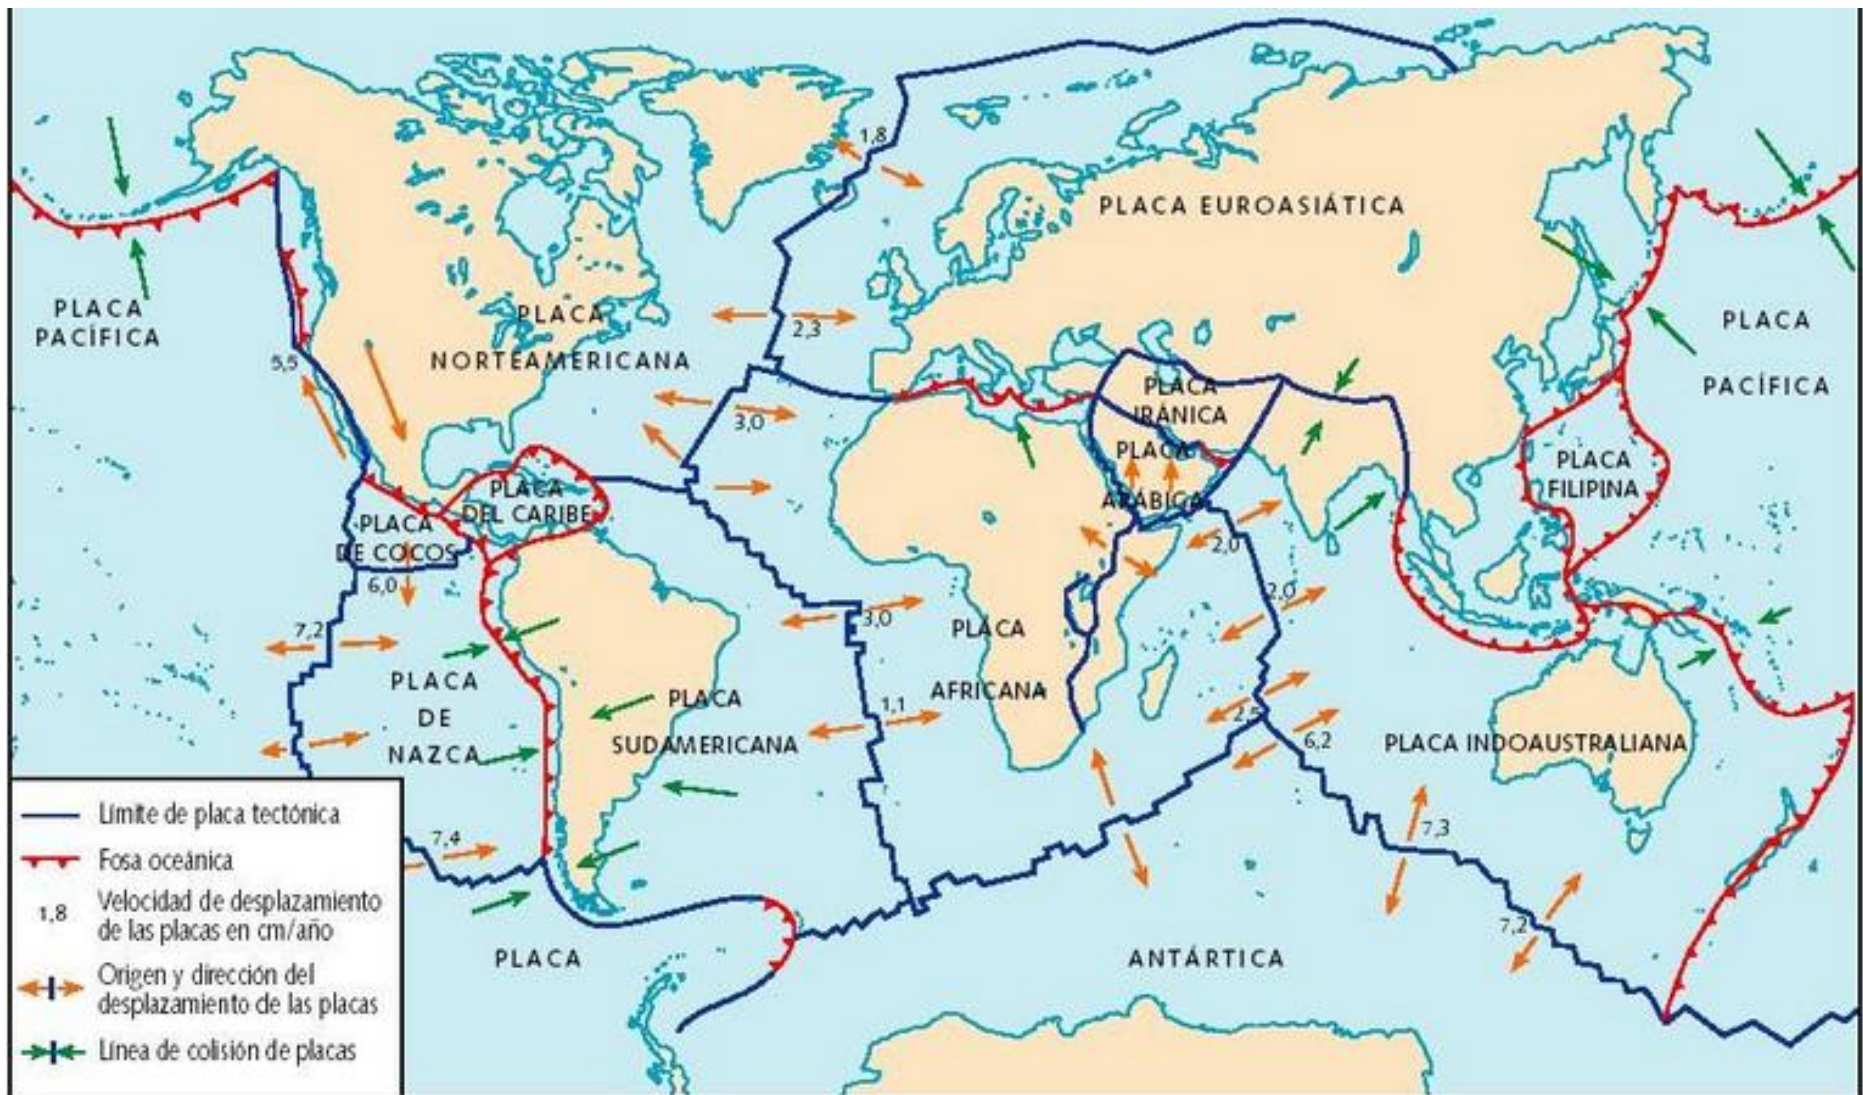 1,8
PLACA EUROASIÁTICA
PLACA
PACÍFICA
PLACA
NORTEAMERICANA
2,3
PLACA
PACÍFICA
5,5
3,0
PLACA
IRÁNICA
PLACA
ARÁBICA
PLACA
FILIPINA
PLACA
DEL CARIBE
PLACA
DE COCOS
6,0
2,0
2,0
7,2
3,0
PLACA
AFRICANA
PLACA
DE
NAZCA
PLACA
SUDAMERICANA
1,1
2,5
6,2
PLACA INDOAUSTRALIANA
7,4
7,3
7,2
PLACA
ANTÁRTICA
Límite de placa tectónica
Fosa oceánica
1,8
Velocidad de desplazamiento
de las placas en cm/año
Origen y dirección del
desplazamiento de las placas
Línea de colisión de placas